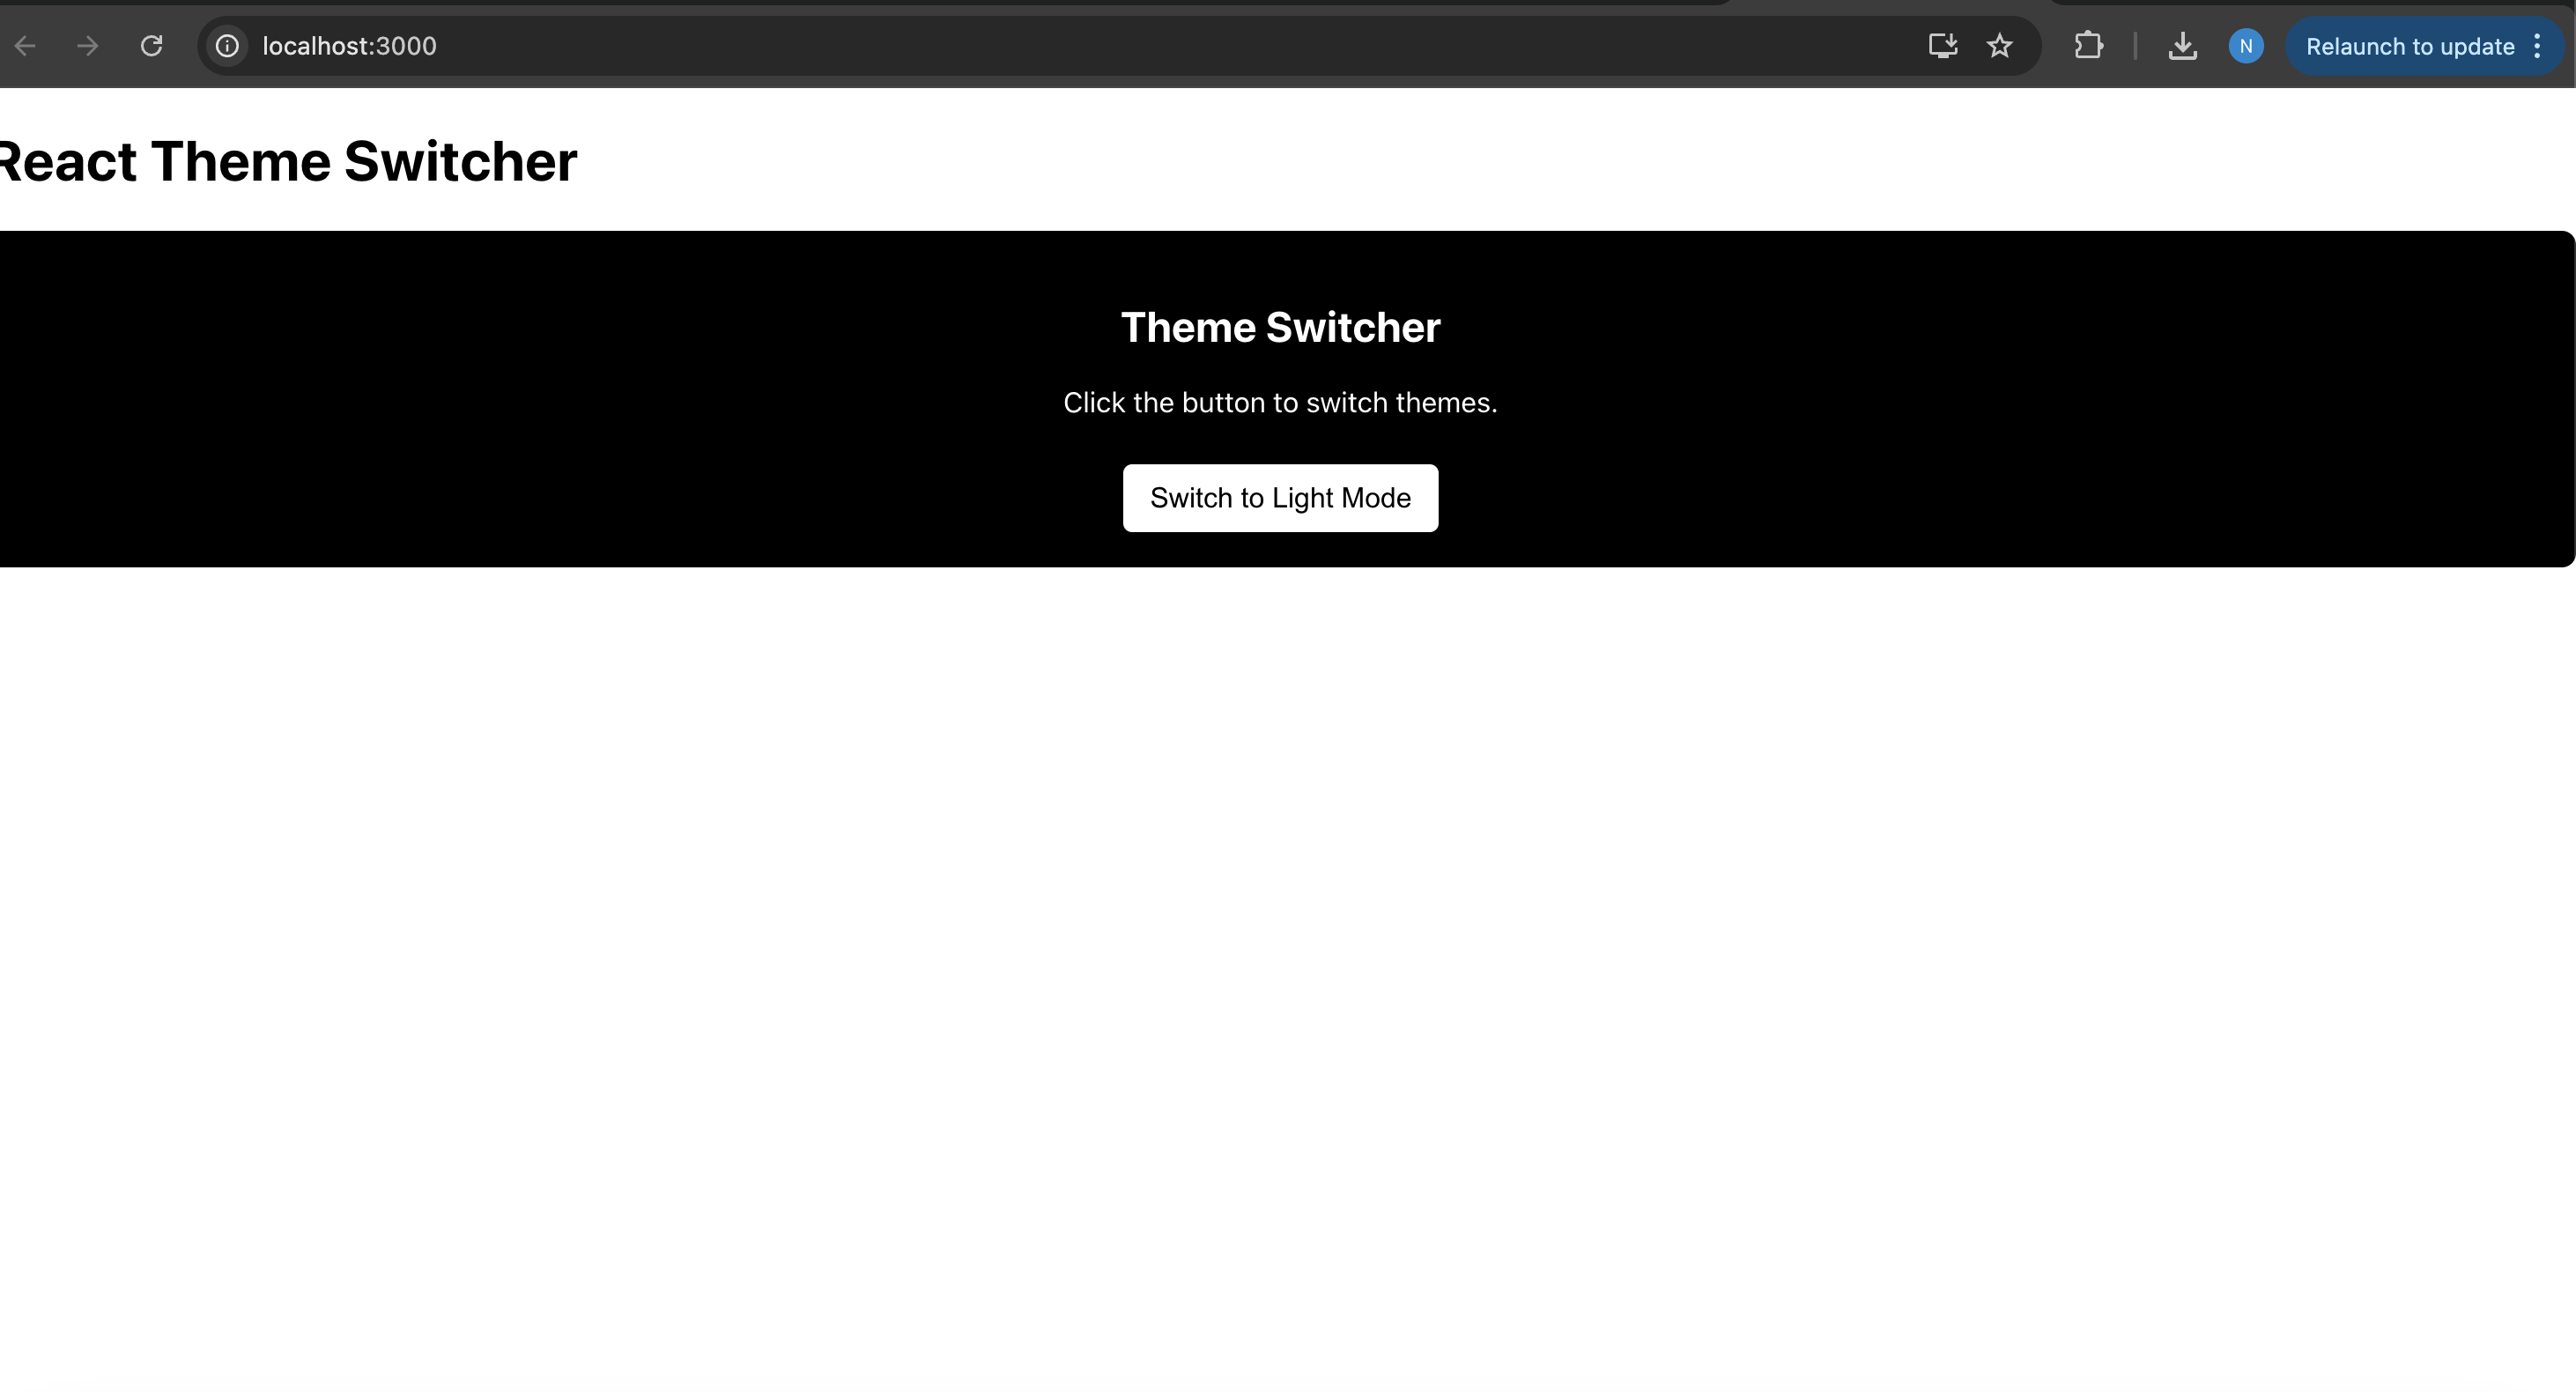 localhost:3000
N
Relaunch to update
React Theme Switcher
Theme Switcher
Click the button to switch themes.
Switch to Light Mode